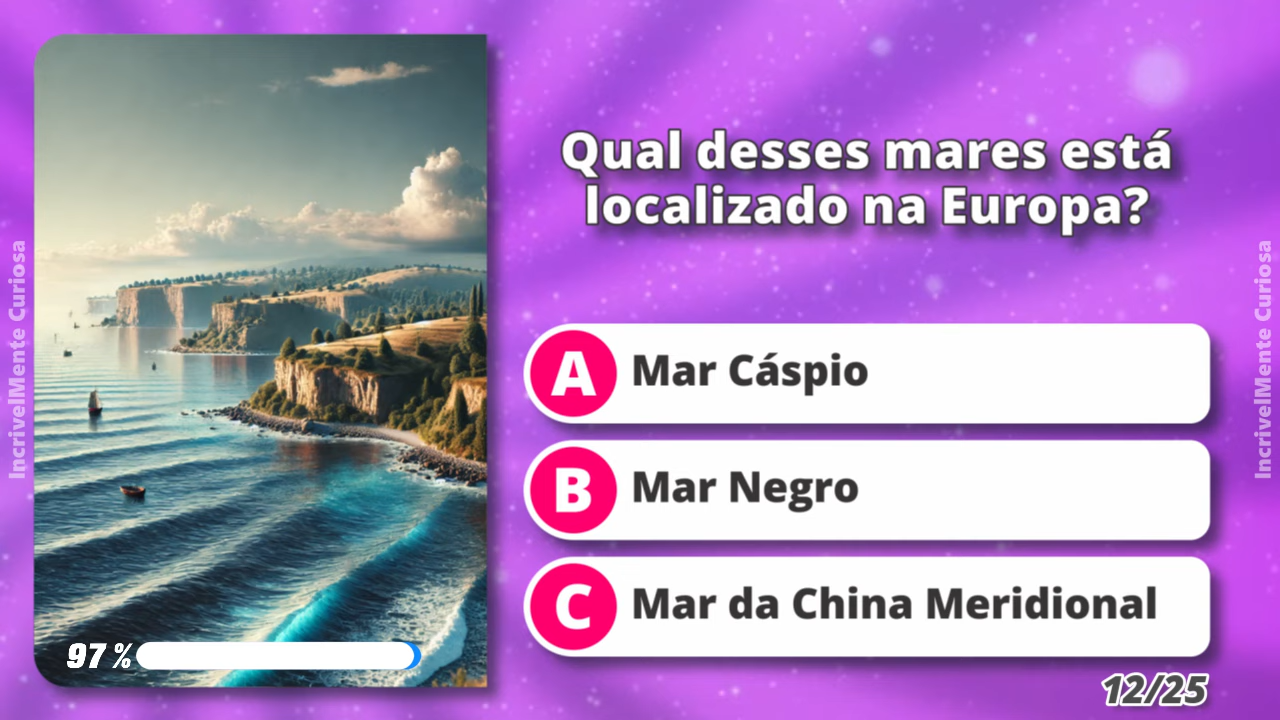 IncrivelMente Curiosa
Qual desses mares está
localizado na Europa?
A Mar Cáspio
B Mar Negro
C Mar da China Meridional
97 %
12/25
IncrivelMente Curiosa